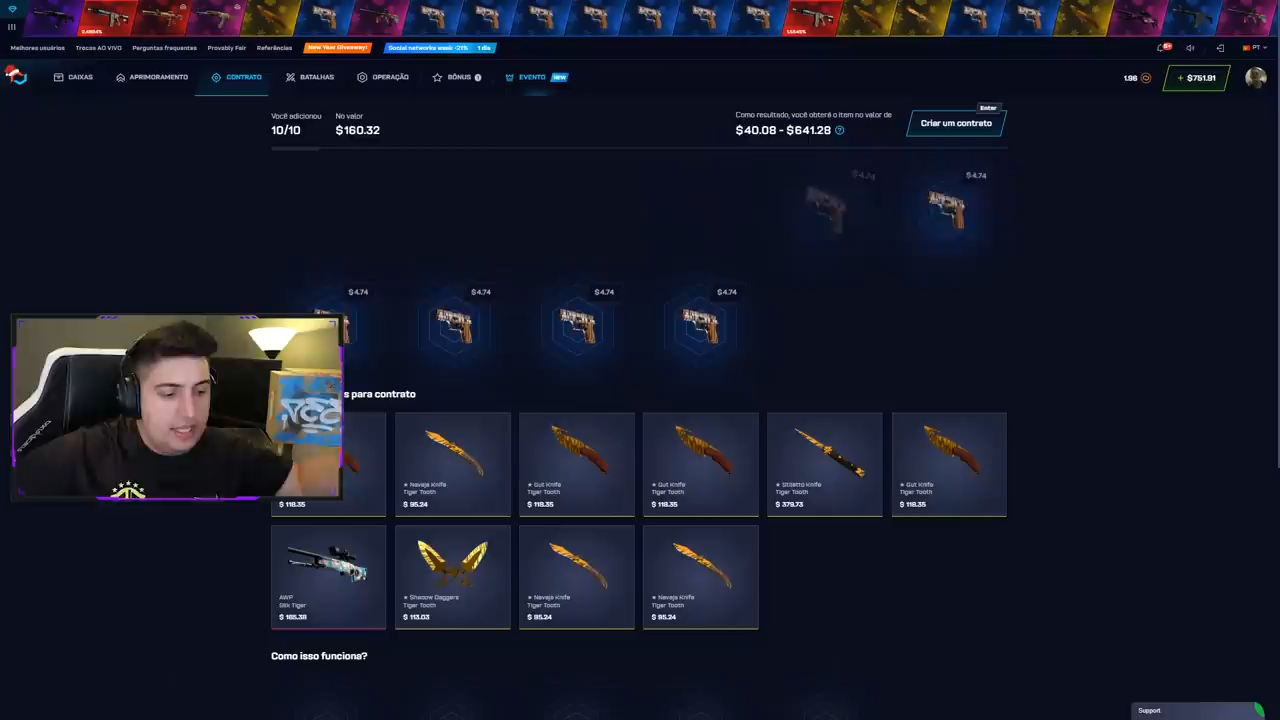 2.4894%
1.5545%
Melhores usuários
Trocas AO VIVO
Perguntas frequentes
Provably Fair
Referências
New Year Giveaway!
Social networks week -21% 1 dia
CAIXAS
APRIMORAMENTO
CONTRATO
BATALHAS
OPERAÇÃO
BÔNUS
EVENTO NEW
1.96
+ $751.91
PT
Você adicionou
10/10
No valor
$160.32
Como resultado, você obterá o item no valor de
$40.08 - $641.28
Enter
Criar um contrato
$4.74
$4.74
$4.74
$4.74
$4.74
$4.74
s para contrato
$ 118.35
★ Navaja Knife
Tiger Tooth
$ 95.24
★ Gut Knife
Tiger Tooth
$ 118.35
★ Gut Knife
Tiger Tooth
$ 118.35
★ Stiletto Knife
Tiger Tooth
$ 379.73
★ Gut Knife
Tiger Tooth
$ 118.35
AWP
Silk Tiger
$ 165.38
★ Shadow Daggers
Tiger Tooth
$ 113.03
★ Navaja Knife
Tiger Tooth
$ 95.24
★ Navaja Knife
Tiger Tooth
$ 95.24
Como isso funciona?
Support